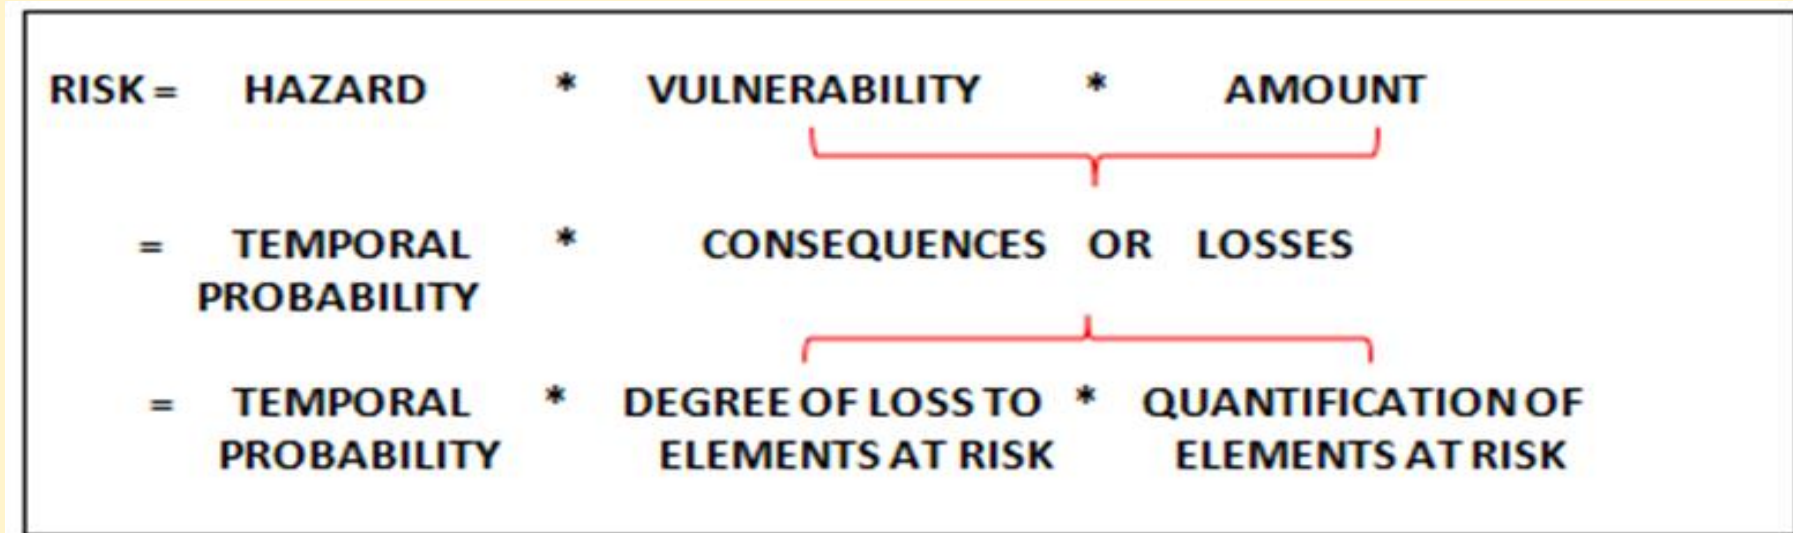 RISK = HAZARD * VULNERABILITY * AMOUNT
= TEMPORAL * CONSEQUENCES OR LOSSES
PROBABILITY
= TEMPORAL * DEGREE OF LOSS TO * QUANTIFICATION OF
PROBABILITY ELEMENTS AT RISK ELEMENTS AT RISK